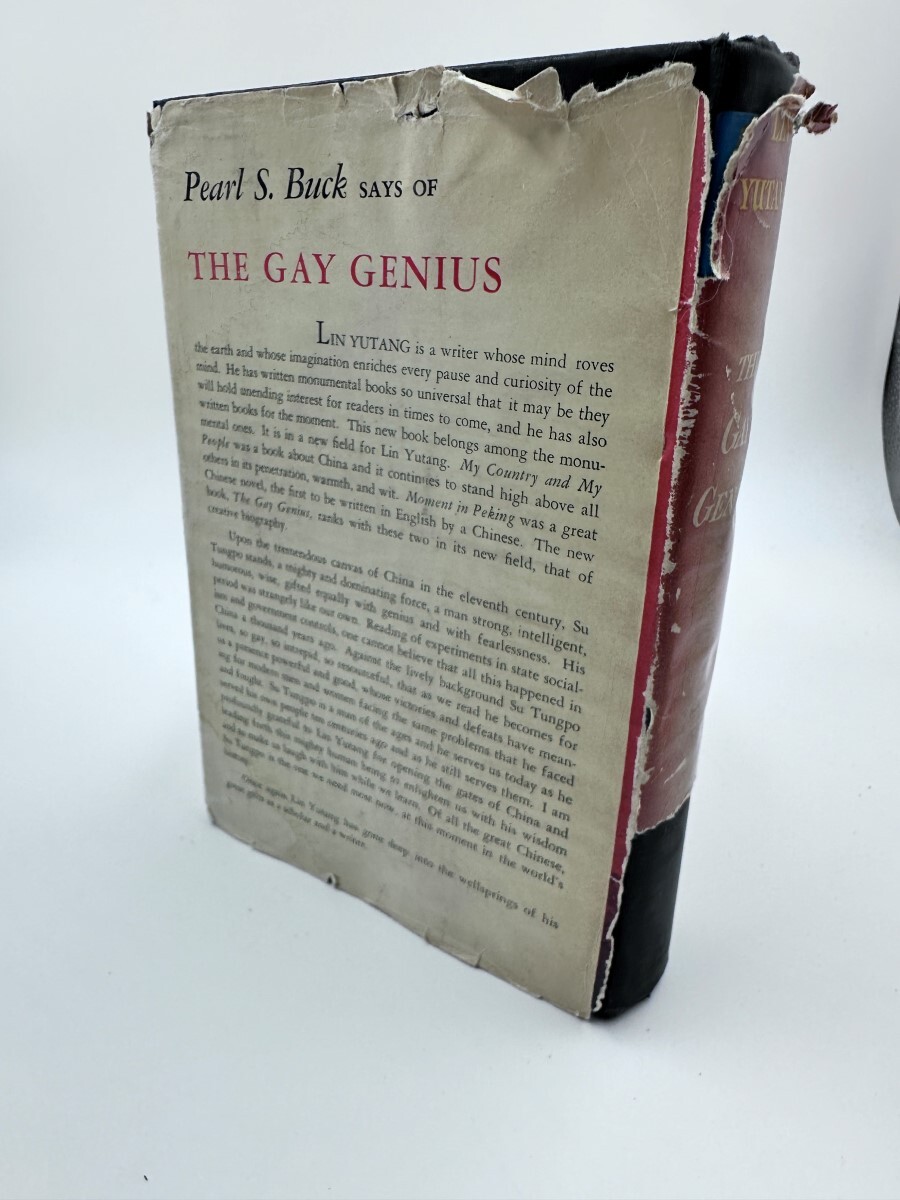 Pearl S. Buck SAYS OF
THE GAY GENIUS
LIN YUTANG is a writer whose mind roves
the earth and whose imagination enriches every pause and curiosity of the
mind. He has written monumental books so universal that it may be they
will hold unending interest for readers in times to come, and he has also
written books for the moment. This new book belongs among the monu-
mental ones. It is in a new field for Lin Yutang. My Country and My
People was a book about China and it continues to stand high above all
others in its penetration, warmth, and wit. Moment in Peking was a great
Chinese novel, the first to be written in English by a Chinese. The new
book, The Gay Genius, ranks with these two in its new field, that of
creative biography.
Upon the tremendous canvas of China in the eleventh century, Su
Tungpo stands, a mighty and dominating force, a man strong, intelligent,
humorous, wise, gifted equally with genius and with fearlessness. His
period was strangely like our own. Reading of experiments in state social-
ism and government controls, one cannot believe that all this happened in
China a thousand years ago. Against the lively background Su Tungpo
lives, so gay, so intrepid, so resourceful, that as we read he becomes for
us a presence powerful and good, whose victories and defeats have mean-
ing for modern men and women facing the same problems that he faced
and fought. Su Tungpo is a man of the ages and he serves us today as he
served his own people ten centuries ago and as he still serves them. I am
profoundly grateful to Lin Yutang for opening the gates of China and
leading forth this mighty human being to enlighten us with his wisdom
and to make us laugh with him while we learn. Of all the great Chinese,
Su Tungpo is the one we need most now, at this moment in the world's
history.
Once again Lin Yutang has gone deep into the wellsprings of his
great gifts as a scholar and a writer.
YUTA
TH
GA
GEN